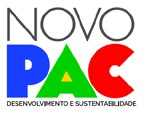 NOVO
PAC
DESENVOLVIMENTO E SUSTENTABILIDADE